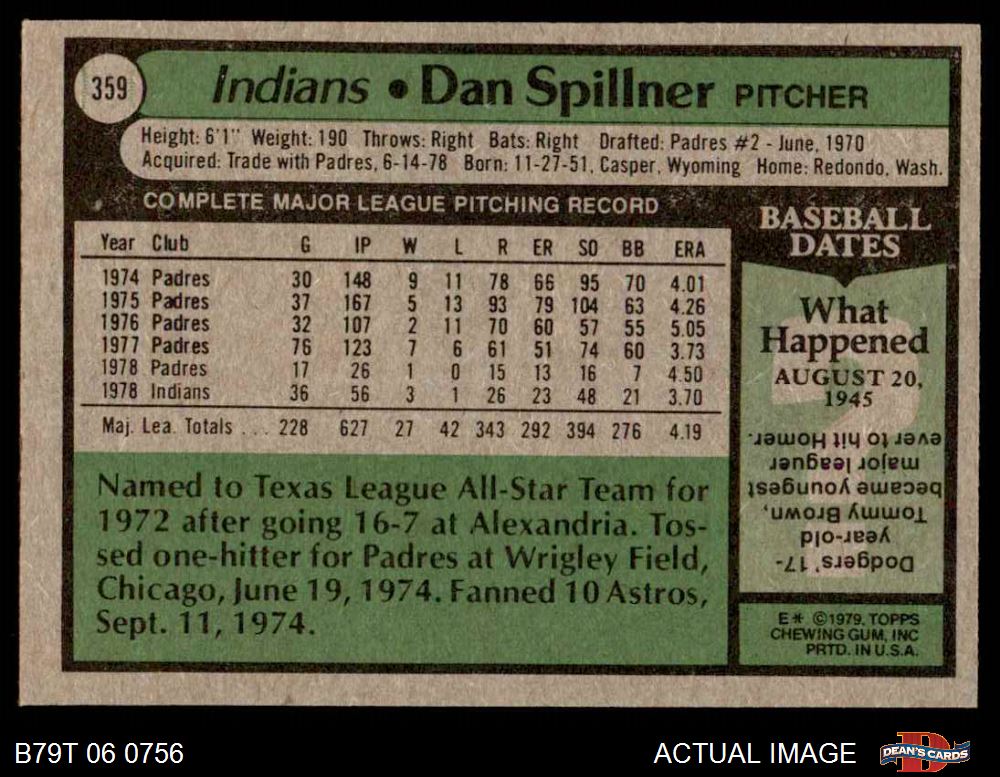 359
Indians • Dan Spillner PITCHER
Height: 6'1" Weight: 190 Throws: Right Bats: Right Drafted: Padres #2 - June, 1970
Acquired: Trade with Padres, 6-14-78 Born: 11-27-51, Casper, Wyoming Home: Redondo, Wash.
COMPLETE MAJOR LEAGUE PITCHING RECORD
Year Club G IP W L R ER SO BB ERA
1974 Padres 30 148 9 11 78 66 95 70 4.01
1975 Padres 37 167 5 13 93 79 104 63 4.26
1976 Padres 32 107 2 11 70 60 57 55 5.05
1977 Padres 76 123 7 6 61 51 74 60 3.73
1978 Padres 17 26 1 0 15 13 16 7 4.50
1978 Indians 36 56 3 1 26 23 48 21 3.70
Maj. Lea. Totals ... 228 627 27 42 343 292 394 276 4.19
Named to Texas League All-Star Team for
1972 after going 16-7 at Alexandria. Tos-
sed one-hitter for Padres at Wrigley Field,
Chicago, June 19, 1974. Fanned 10 Astros,
Sept. 11, 1974.
BASEBALL
DATES
What
Happened
AUGUST 20,
1945
Dodgers' 17-
year-old
Tommy Brown,
became youngest
major leaguer
ever to hit Homer.
E* ©1979, TOPPS
CHEWING GUM, INC
PRTD. IN U.S.A.
B79T 06 0756
ACTUAL IMAGE
DEAN'S CARDS